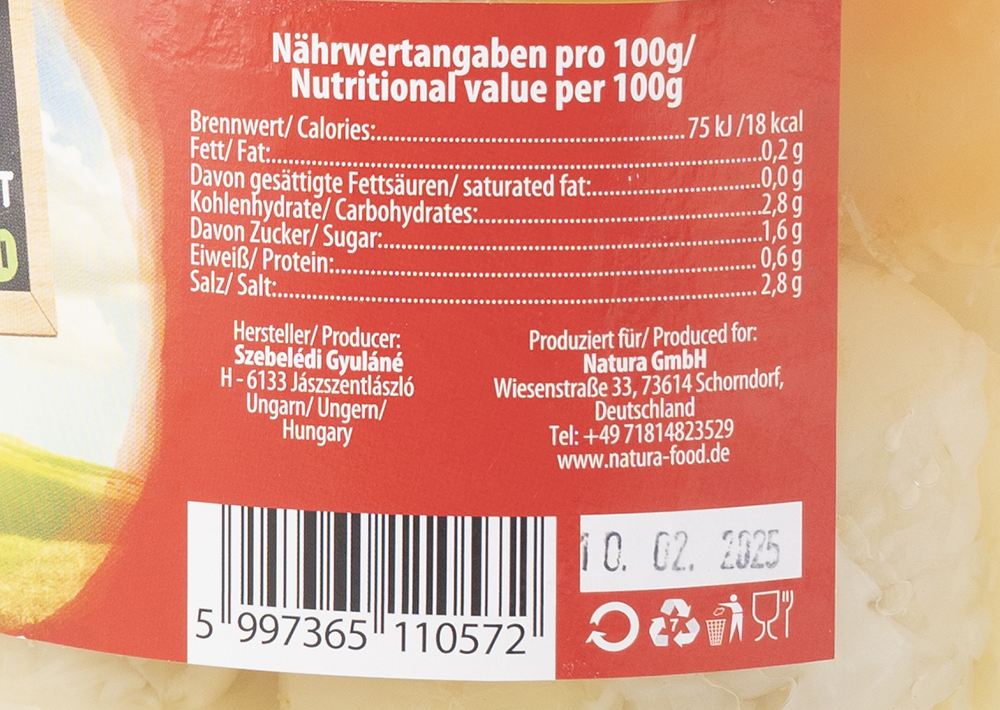 Nährwertangaben pro 100g/
Nutritional value per 100g
Brennwert/ Calories:.......................................................... 75 kJ /18 kcal
Fett/ Fat:..........................................................0,2 g
Davon gesättigte Fettsäuren/ saturated fat:..............................0,0 g
Kohlenhydrate/ Carbohydrates:..................................................2,8 g
Davon Zucker/ Sugar:..........................................................1,6 g
Eiweiß/ Protein:.......................................................... 0,6 g
Salz/ Salt:.......................................................... 2,8 g
Hersteller/ Producer:
Szebelédi Gyuláné
H - 6133 Jászszentlászló
Ungarn/ Ungern/
Hungary
Produziert für/ Produced for:
Natura GmbH
Wiesenstraße 33, 73614 Schorndorf,
Deutschland
Tel: +49 71814823529
www.natura-food.de
5 997365 110572
10. 02. 2025
7